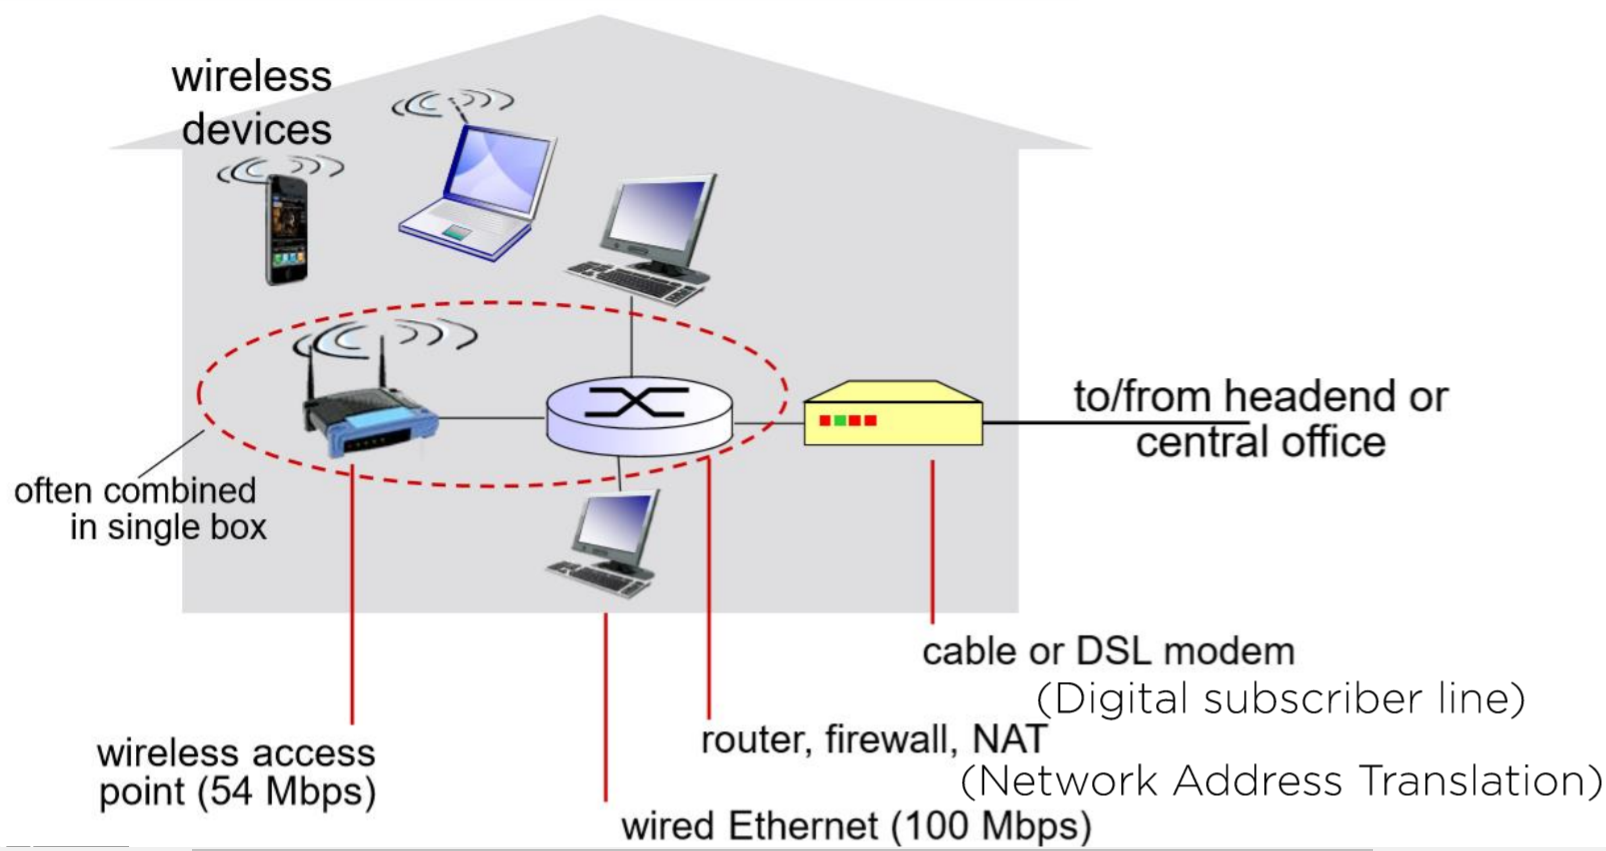 wireless
devices
to/from headend or
central office
often combined
in single box
cable or DSL modem
(Digital subscriber line)
router, firewall, NAT
(Network Address Translation)
wireless access
point (54 Mbps)
wired Ethernet (100 Mbps)